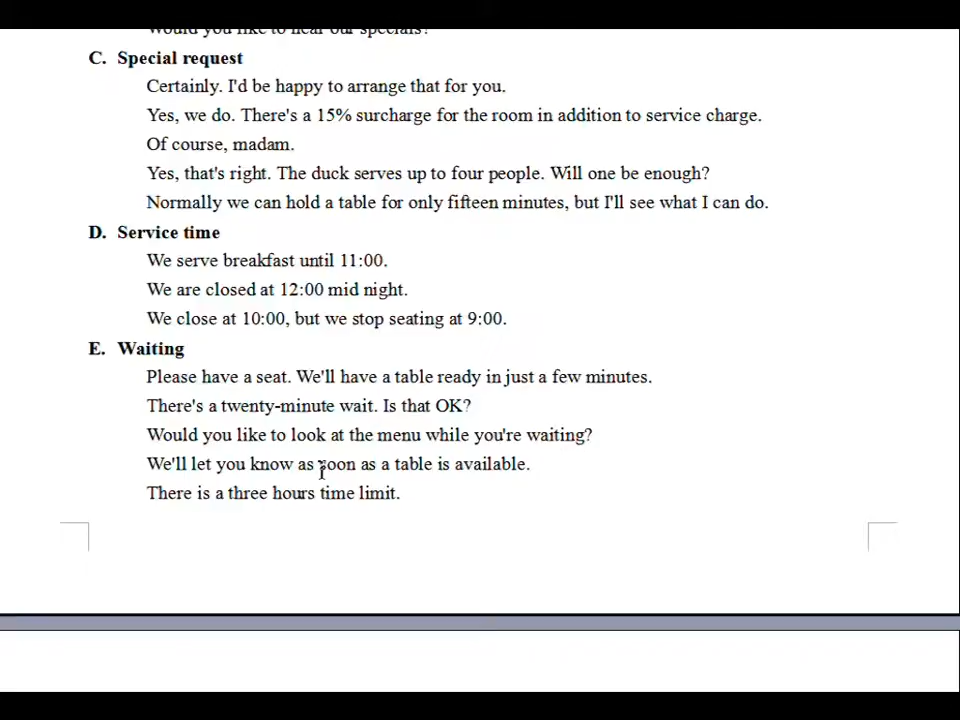 Would you like to hear our specials?
C. Special request
Certainly. I'd be happy to arrange that for you.
Yes, we do. There's a 15% surcharge for the room in addition to service charge.
Of course, madam.
Yes, that's right. The duck serves up to four people. Will one be enough?
Normally we can hold a table for only fifteen minutes, but I'll see what I can do.
D. Service time
We serve breakfast until 11:00.
We are closed at 12:00 mid night.
We close at 10:00, but we stop seating at 9:00.
E. Waiting
Please have a seat. We'll have a table ready in just a few minutes.
There's a twenty-minute wait. Is that OK?
Would you like to look at the menu while you're waiting?
We'll let you know as soon as a table is available.
There is a three hours time limit.